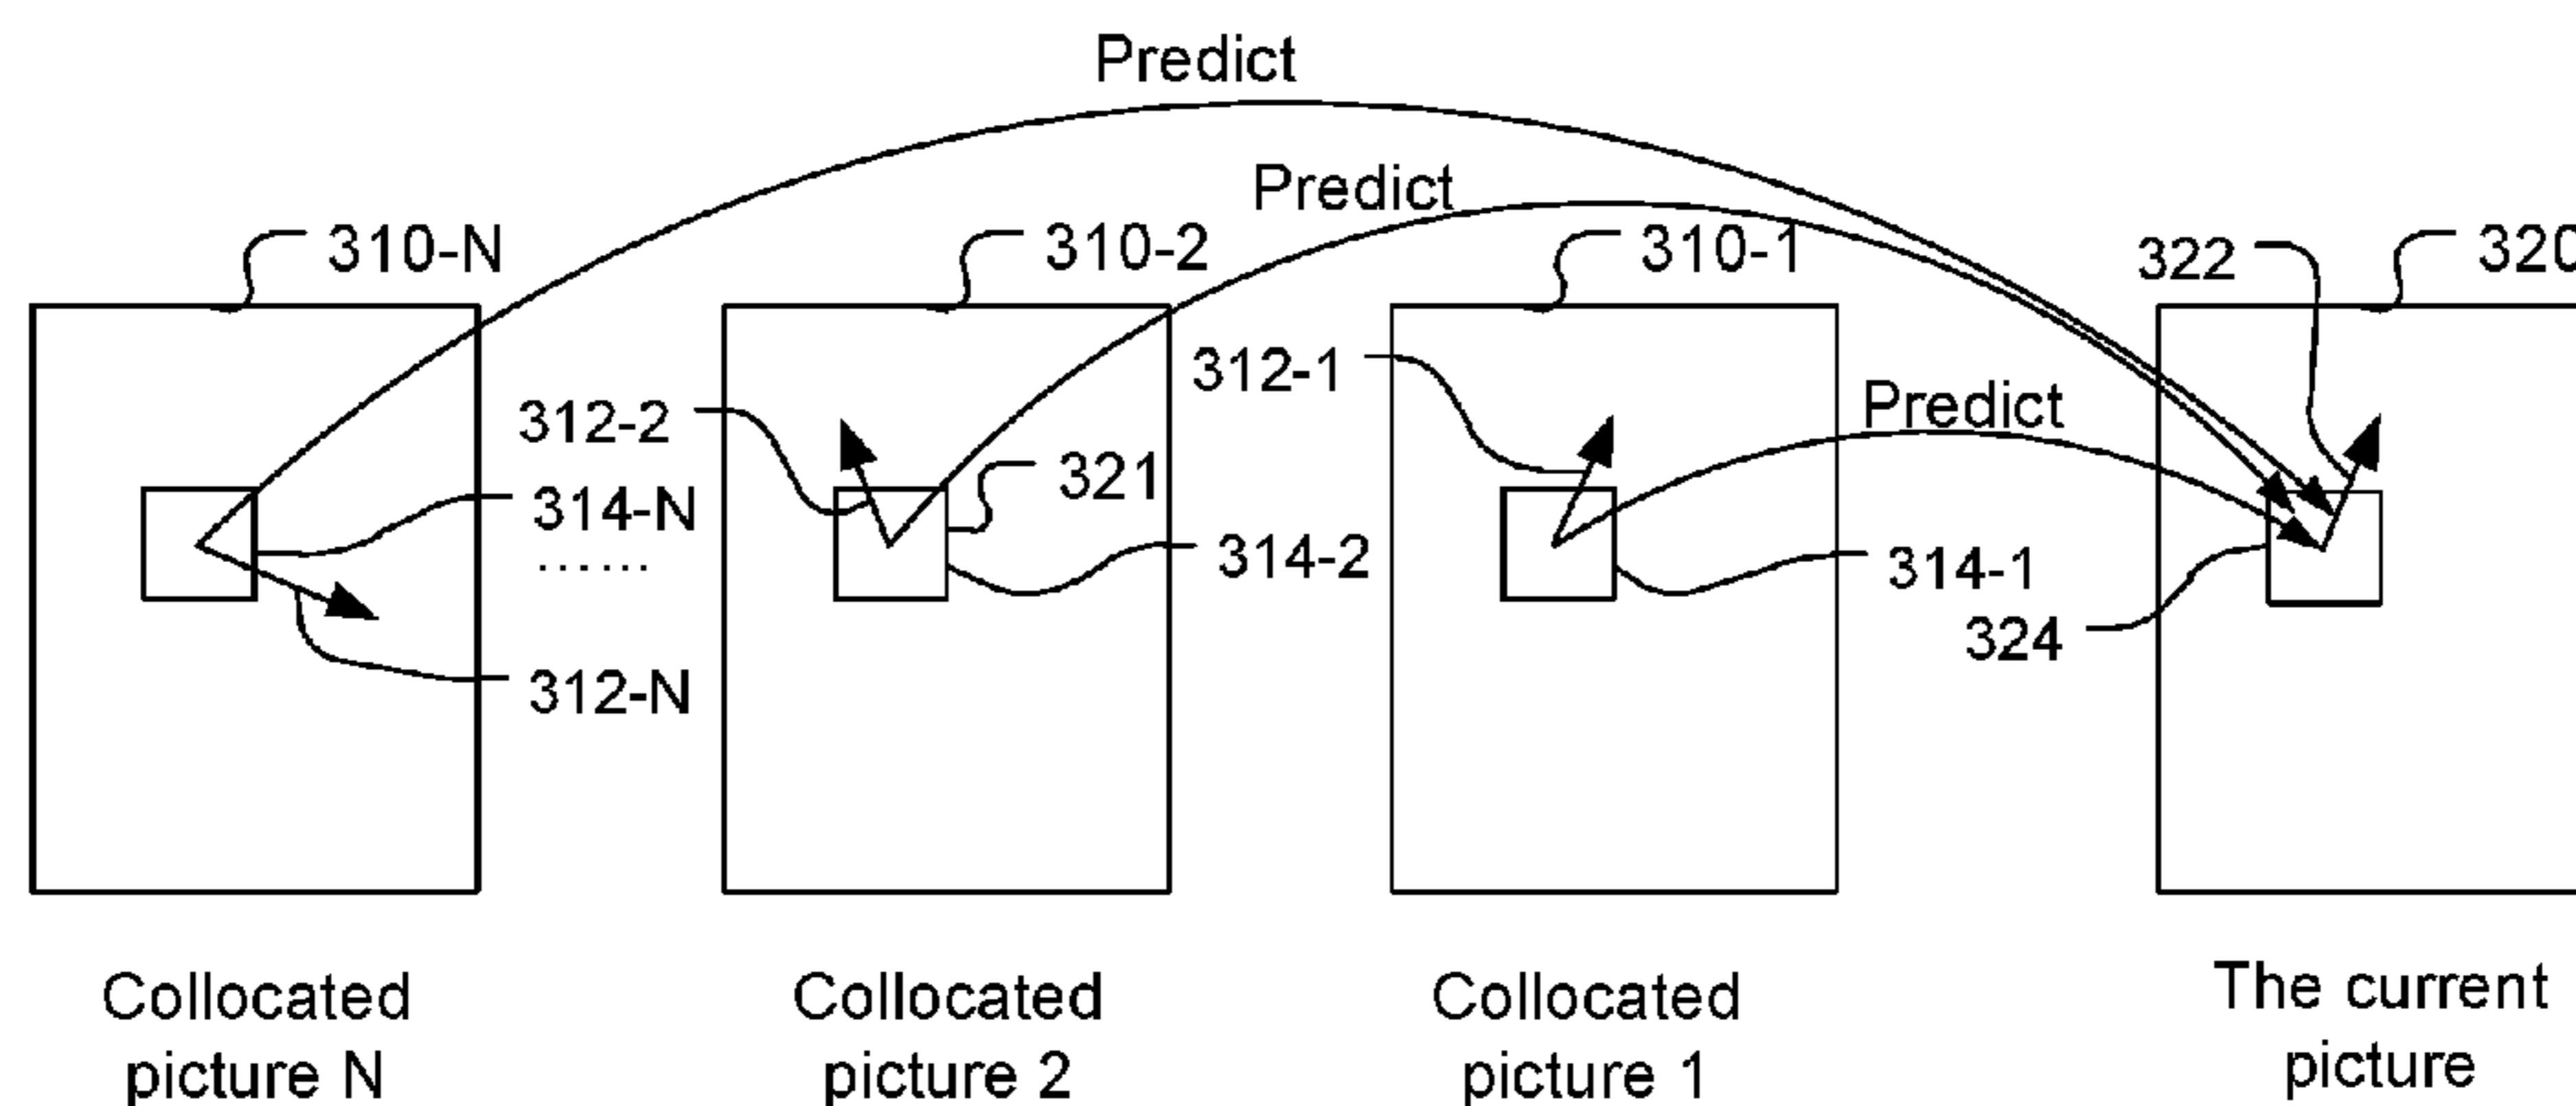 Predict
Predict
310-N
310-2
310-1
322
320
312-1
312-2
Predict
321
314-N
314-2
314-1
......
324
312-N
Collocated
picture N
Collocated
picture 2
Collocated
picture 1
The current
picture